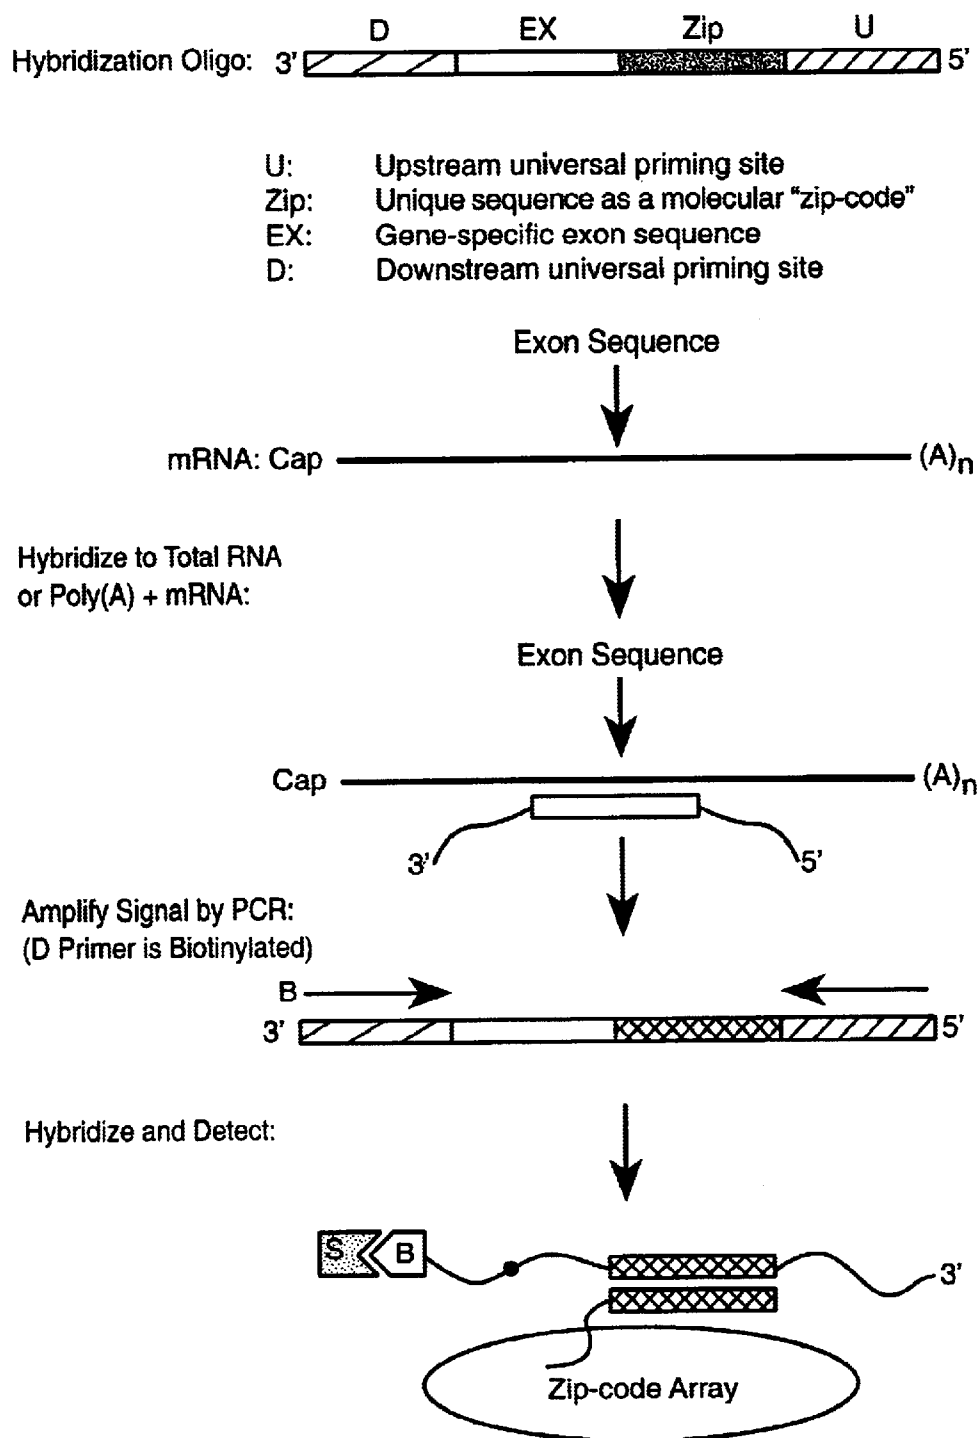 D EX Zip U
Hybridization Oligo: 3' 5'
U: Upstream universal priming site
Zip: Unique sequence as a molecular "zip-code"
EX: Gene-specific exon sequence
D: Downstream universal priming site
Exon Sequence
mRNA: Cap (A)n
Hybridize to Total RNA
or Poly(A) + mRNA:
Exon Sequence
Cap (A)n
3' 5'
Amplify Signal by PCR:
(D Primer is Biotinylated)
B
3' 5'
Hybridize and Detect:
S B
3'
Zip-code Array